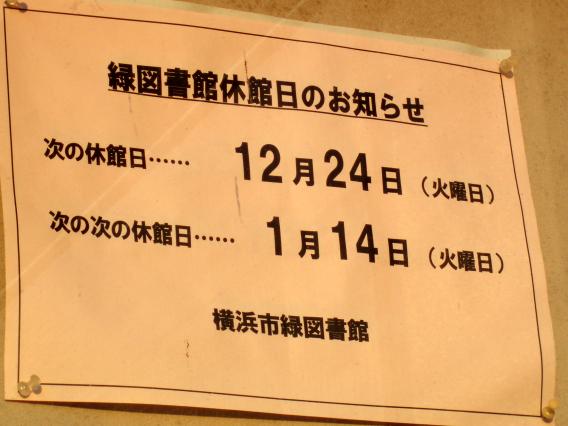 緑図書館休館日のお知らせ
次の休館日…… 12月24日（火曜日）
次の次の休館日…… 1月14日（火曜日）
横浜市緑図書館